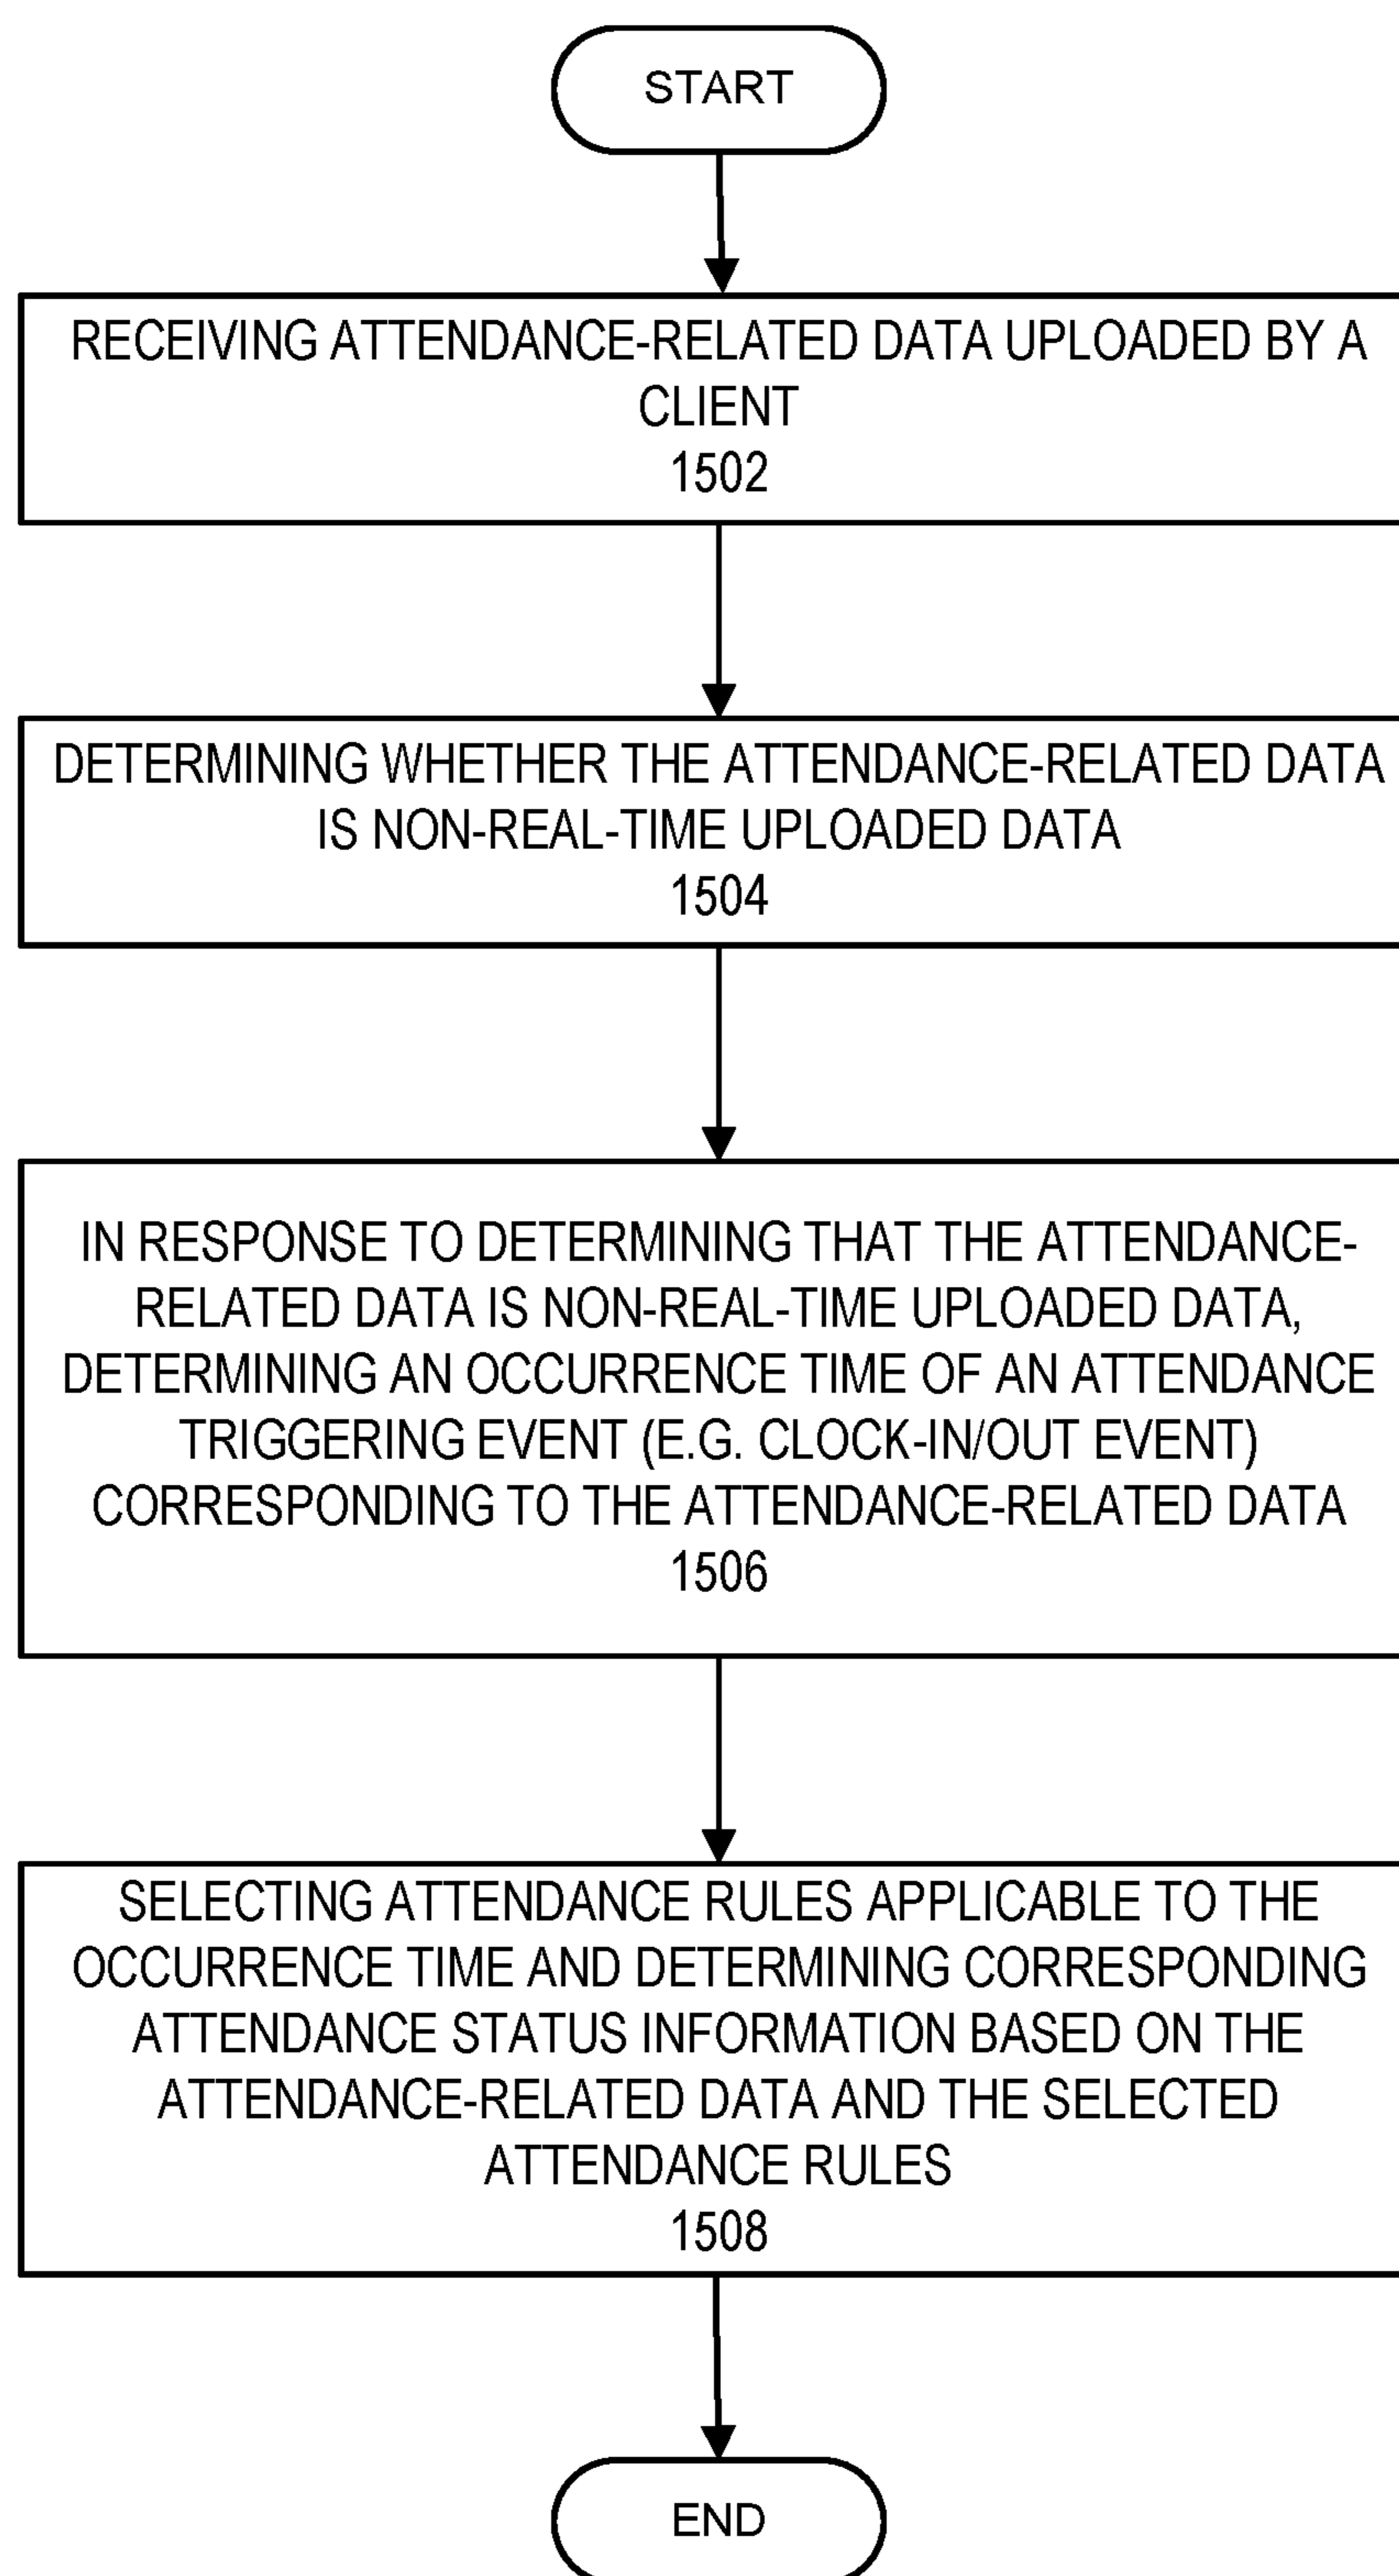 START
RECEIVING ATTENDANCE-RELATED DATA UPLOADED BY A
CLIENT
1502
DETERMINING WHETHER THE ATTENDANCE-RELATED DATA
IS NON-REAL-TIME UPLOADED DATA
1504
IN RESPONSE TO DETERMINING THAT THE ATTENDANCE-
RELATED DATA IS NON-REAL-TIME UPLOADED DATA,
DETERMINING AN OCCURRENCE TIME OF AN ATTENDANCE
TRIGGERING EVENT (E.G. CLOCK-IN/OUT EVENT)
CORRESPONDING TO THE ATTENDANCE-RELATED DATA
1506
SELECTING ATTENDANCE RULES APPLICABLE TO THE
OCCURRENCE TIME AND DETERMINING CORRESPONDING
ATTENDANCE STATUS INFORMATION BASED ON THE
ATTENDANCE-RELATED DATA AND THE SELECTED
ATTENDANCE RULES
1508
END